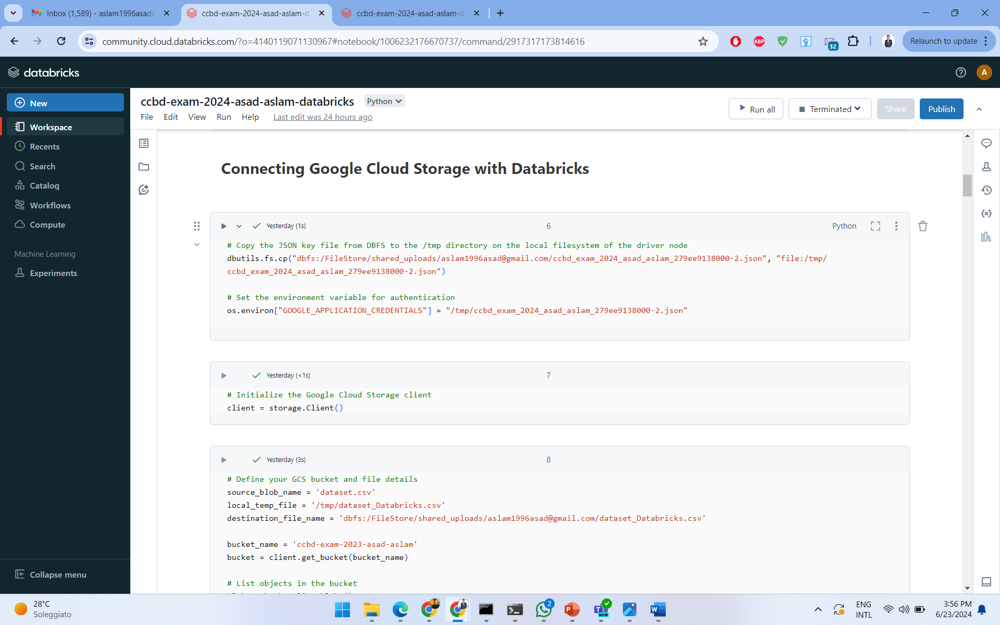 Inbox (1,589) - aslam1996asad@
ccbd-exam-2024-asad-aslam-d
ccbd-exam-2024-asad-aslam-d
community.cloud.databricks.com/?o=4140119071130967#notebook/1006232176670737/command/2917317173814616
ABP
32
Relaunch to update
databricks
A
New
Workspace
Recents
Search
Catalog
Workflows
Compute
Machine Learning
Experiments
Collapse menu
ccbd-exam-2024-asad-aslam-databricks
Python
File Edit View Run Help Last edit was 24 hours ago
Run all
Terminated
Share
Publish
Connecting Google Cloud Storage with Databricks
Yesterday (1s)
6
Python
# Copy the JSON key file from DBFS to the /tmp directory on the local filesystem of the driver node
dbutils.fs.cp("dbfs:/FileStore/shared_uploads/aslam1996asad@gmail.com/ccbd_exam_2024_asad_aslam_279ee9138000-2.json", "file:/tmp/
ccbd_exam_2024_asad_aslam_279ee9138000-2.json")
# Set the environment variable for authentication
os.environ["GOOGLE_APPLICATION_CREDENTIALS"] = "/tmp/ccbd_exam_2024_asad_aslam_279ee9138000-2.json"
Yesterday (<1s)
7
# Initialize the Google Cloud Storage client
client = storage.Client()
Yesterday (3s)
8
# Define your GCS bucket and file details
source_blob_name = 'dataset.csv'
local_temp_file = '/tmp/dataset_Databricks.csv'
destination_file_name = 'dbfs:/FileStore/shared_uploads/aslam1996asad@gmail.com/dataset_Databricks.csv'
bucket_name = 'ccbd-exam-2023-asad-aslam'
bucket = client.get_bucket(bucket_name)
# List objects in the bucket
28°C
Soleggiato
2
NEW
ENG
INTL
3:56 PM
6/23/2024